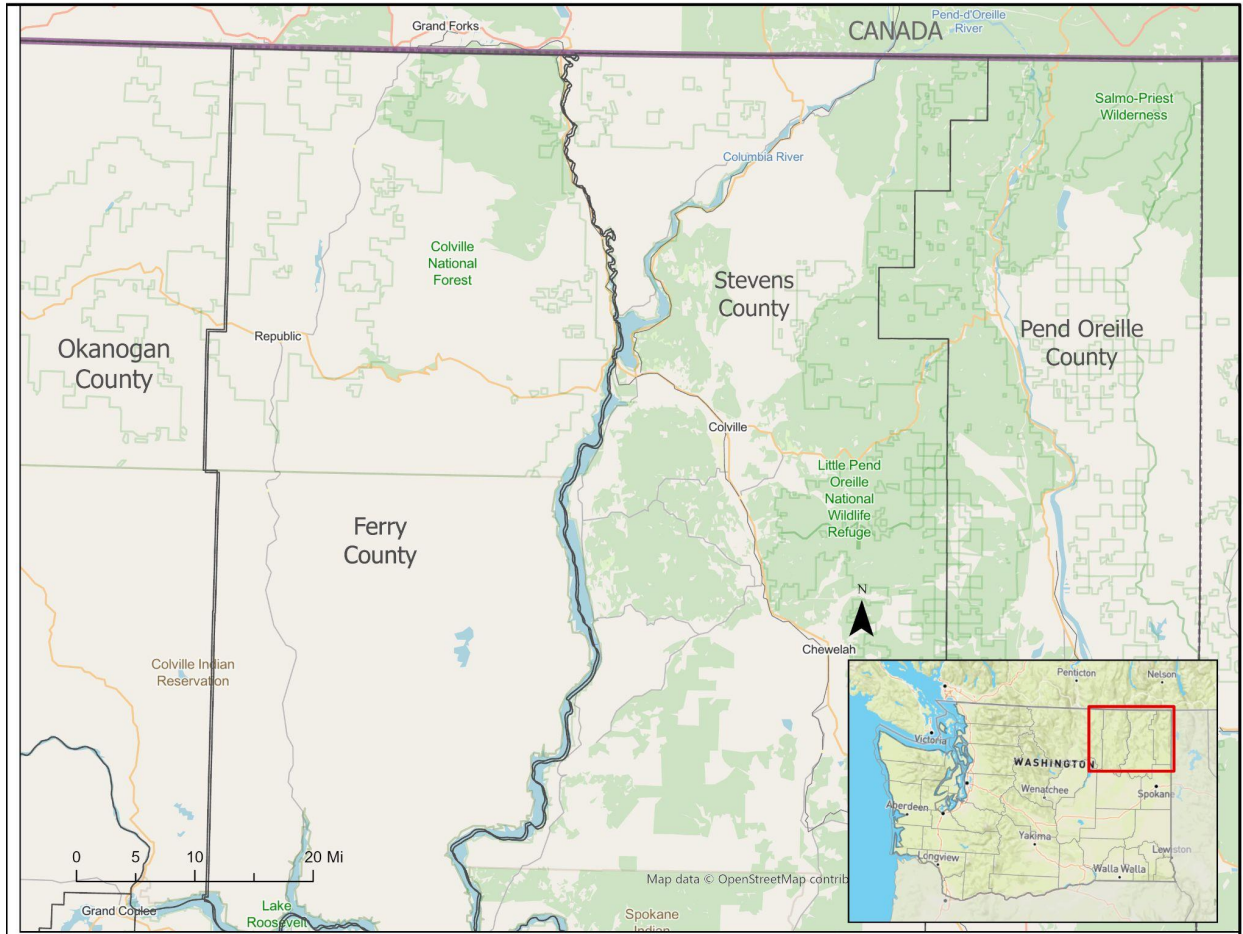 Grand Forks
CANADA
Pend-d'Oreille
River
Salmo-Priest
Wilderness
Columbia River
Colville
National
Forest
Stevens
County
Republic
Okanogan
County
Pend Oreille
County
Colville
Little Pend
Oreille
National
Wildlife
Refuge
Ferry
County
N
Chewelah
Colville Indian
Reservation
0 5 10 20 Mi
Grand Coulee
Lake
Roosevelt
Map data © OpenStreetMap contrib
Spokane
Indian
Penticton
Nelson
Victoria
WASHINGTON
Wenatchee
Spokane
Aberdeen
Yakima
Longview
Lewiston
Walla Walla